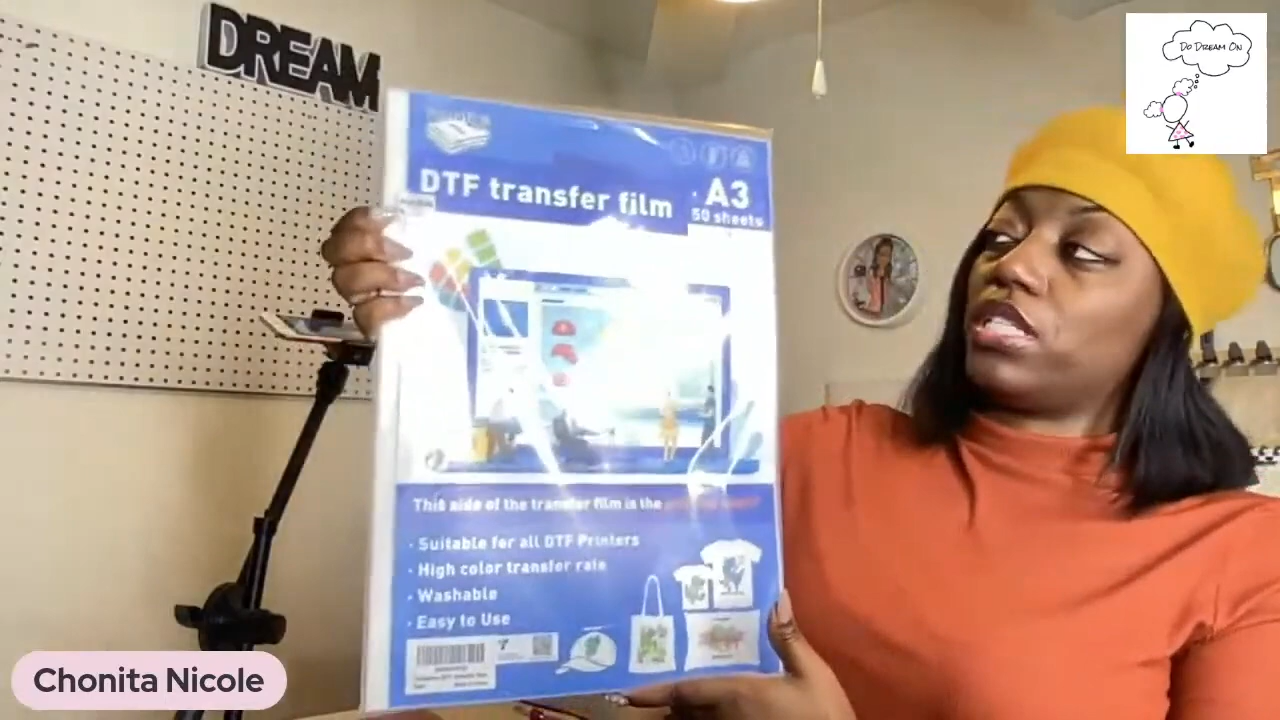 DREAM
DO DREAM ON
DTF transfer film
A3
50 sheets
This side of the transfer film is the
· Suitable for all DTF Printers
· High color transfer rate
· Washable
· Easy to Use
Chonita Nicole